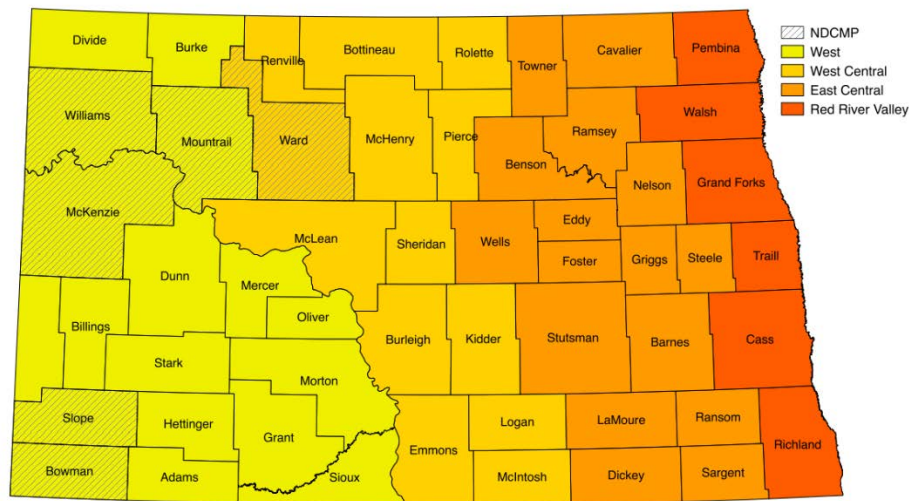 Divide
Burke
Renville
Bottineau
Rolette
Towner
Cavalier
Pembina
NDCMP
West
West Central
East Central
Red River Valley
Williams
Mountrail
Ward
McHenry
Pierce
Benson
Ramsey
Walsh
McKenzie
Nelson
Grand Forks
McLean
Sheridan
Wells
Eddy
Foster
Griggs
Steele
Traill
Dunn
Mercer
Oliver
Billings
Burleigh
Kidder
Stutsman
Barnes
Cass
Stark
Morton
Slope
Hettinger
Grant
Emmons
Logan
LaMoure
Ransom
Richland
Bowman
Adams
Sioux
McIntosh
Dickey
Sargent